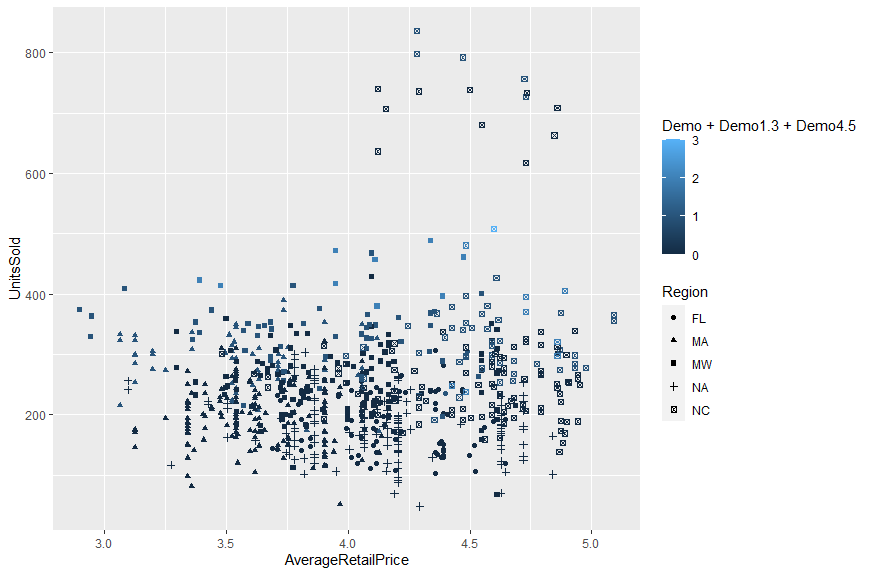 800
600
400
200
UnitsSold
3.0 3.5 4.0 4.5 5.0
AverageRetailPrice
Demo + Demo1.3 + Demo4.5
3
2
1
0
Region
FL
MA
MW
NA
NC